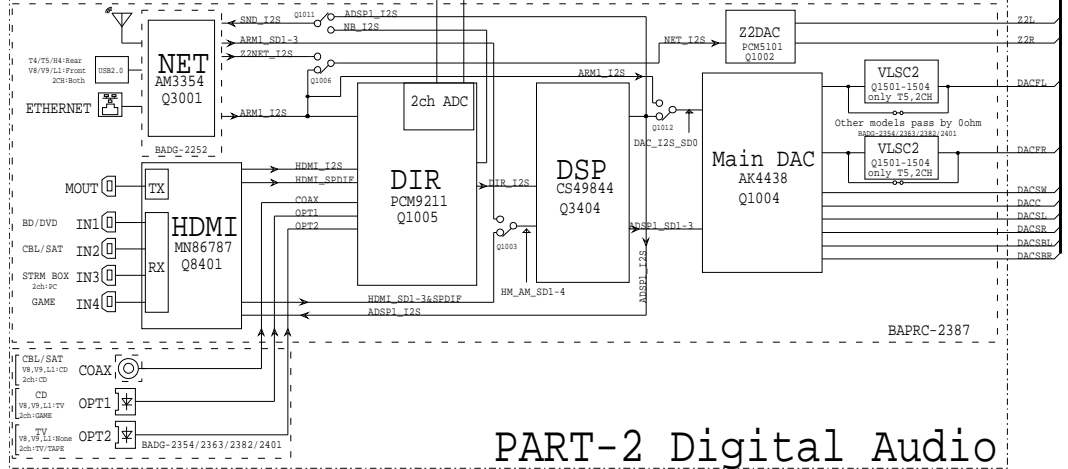 SND_I2S
Q1011
ADSP1_I2S
NB_I2S
ARM1_SD1-3
Z2NET_I2S
Q1006
NET_I2S
Z2DAC
PCM5101
Q1002
Z2L
Z2R
T4/T5/H4:Rear
V8/V9/L1:Front
2CH:Both
USB2.0
NET
AM3354
Q3001
ETHERNET
ARM1_I2S
BADG-2252
ARM1_I2S
2ch ADC
Q1012
DAC_I2S_SD0
VLSC2
Q1501-1504
only T5,2CH
DACFL
Other models pass by 0ohm
BADG-2354/2363/2382/2401
VLSC2
Q1501-1504
only T5,2CH
DACFR
Main DAC
AK4438
Q1004
DACSW
DACC
DACSL
DACSR
DACSBL
DACSBR
MOUT
TX
HDMI_I2S
HDMI_SPDIF
COAX
OPT1
OPT2
DIR
PCM9211
Q1005
DIR_I2S
DSP
CS49844
Q3404
ADSP1_SD1-3
Q1003
HM_AM_SD1-4
ADSP1_I2S
HDMI
MN86787
Q8401
RX
BD/DVD
IN1
CBL/SAT
IN2
STRM BOX
2ch:PC
IN3
GAME
IN4
HDMI_SD1-3&SPDIF
ADSP1_I2S
BAPRC-2387
CBL/SAT
V8,V9,L1:CD
2ch:CD
COAX
CD
V8,V9,L1:TV
2ch:GAME
OPT1
TV
V8,V9,L1:None
2ch:TV/TAPE
OPT2
BADG-2354/2363/2382/2401
PART-2 Digital Audio